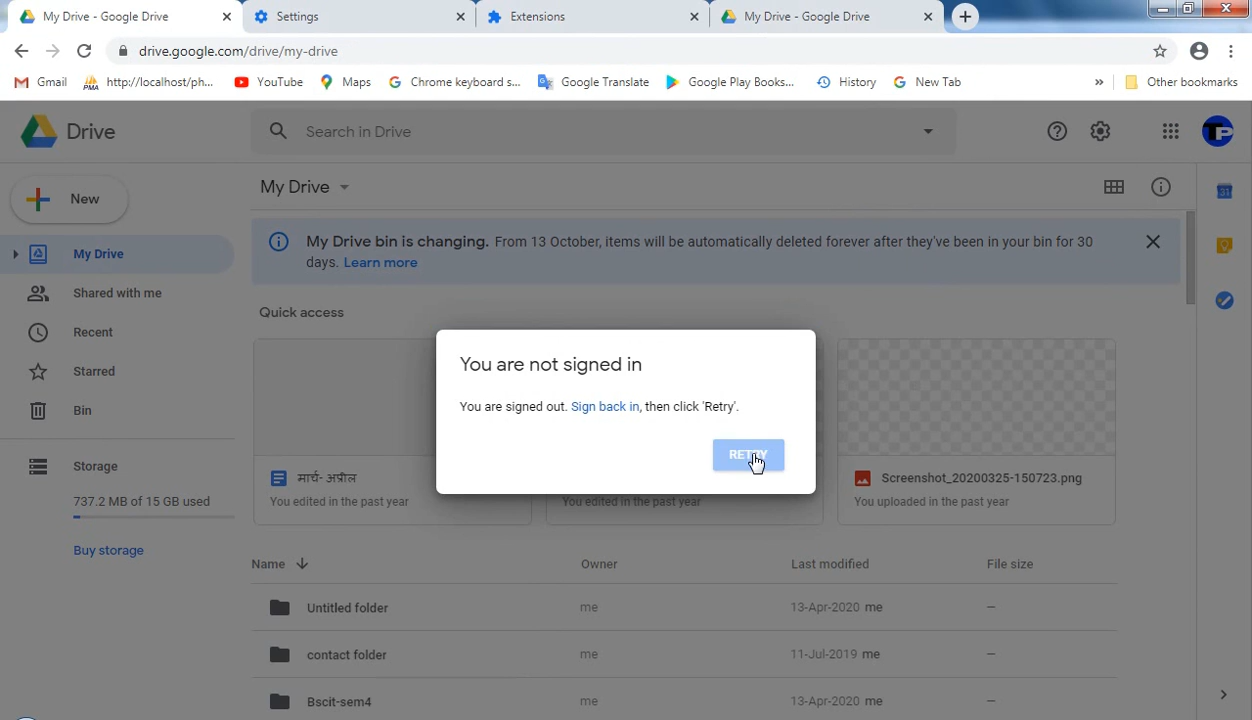 My Drive - Google Drive
Settings
Extensions
My Drive - Google Drive
drive.google.com/drive/my-drive
Gmail
PMA
http://localhost/ph...
YouTube
Maps
Chrome keyboard s...
Google Translate
Google Play Books...
History
New Tab
»
Other bookmarks
Drive
Search in Drive
TP
New
My Drive
My Drive
Shared with me
Recent
Starred
Bin
Storage
737.2 MB of 15 GB used
Buy storage
My Drive bin is changing. From 13 October, items will be automatically deleted forever after they've been in your bin for 30
days. Learn more
31
Quick access
You are not signed in
You are signed out. Sign back in, then click 'Retry'.
RETRY
मार्च- अप्रील
You edited in the past year
You edited in the past year
Screenshot_20200325-150723.png
You uploaded in the past year
Name Owner Last modified File size
Untitled folder me 13-Apr-2020 me —
contact folder me 11-Jul-2019 me —
Bscit-sem4 me 13-Apr-2020 me —